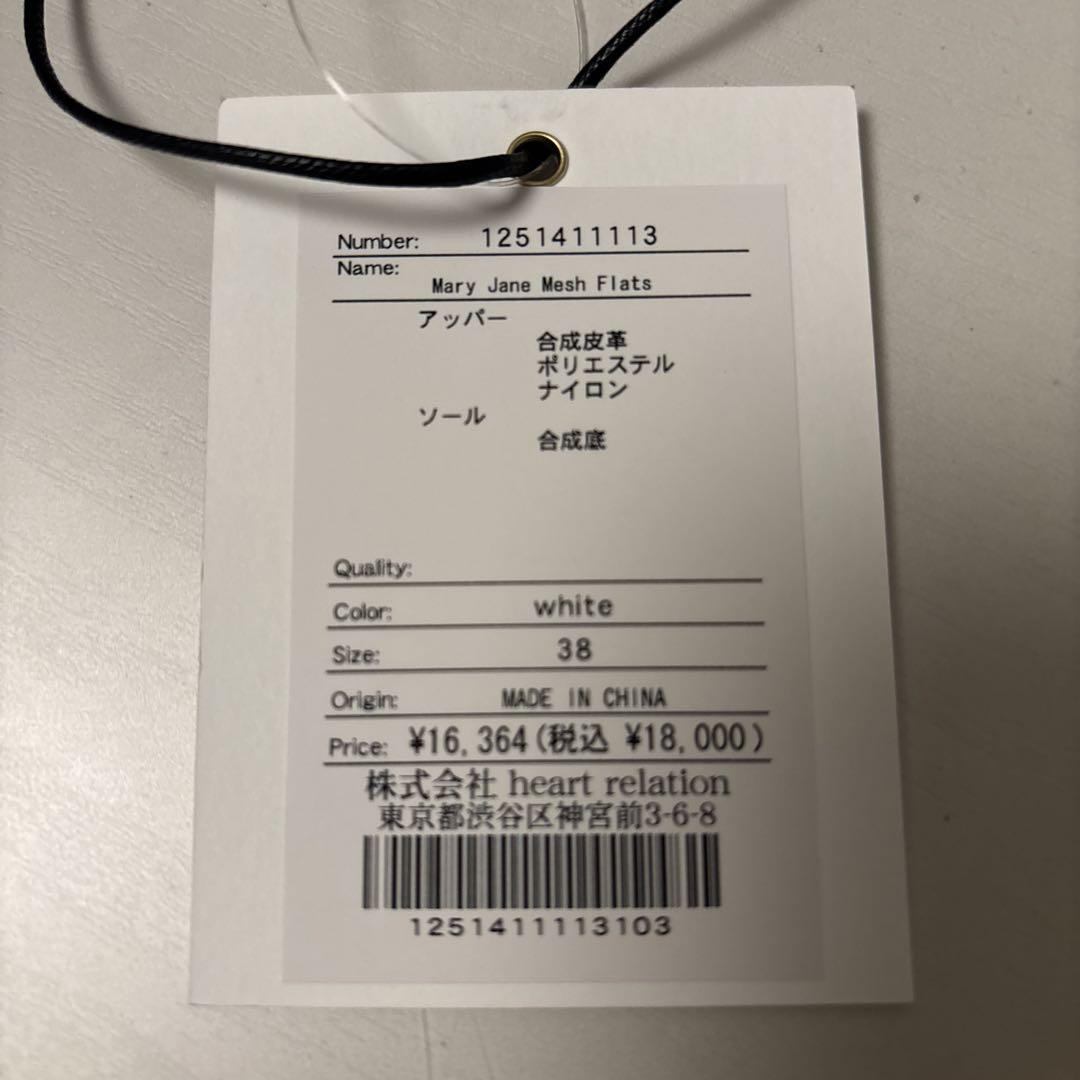 Number: 1251411113
Name:
Mary Jane Mesh Flats
アッパー
合成皮革
ポリエステル
ナイロン
ソール
合成底
Quality:
Color: white
Size: 38
Origin: MADE IN CHINA
Price: ¥16,364(税込 ¥18,000)
株式会社 heart relation
東京都渋谷区神宮前3-6-8
1251411113103